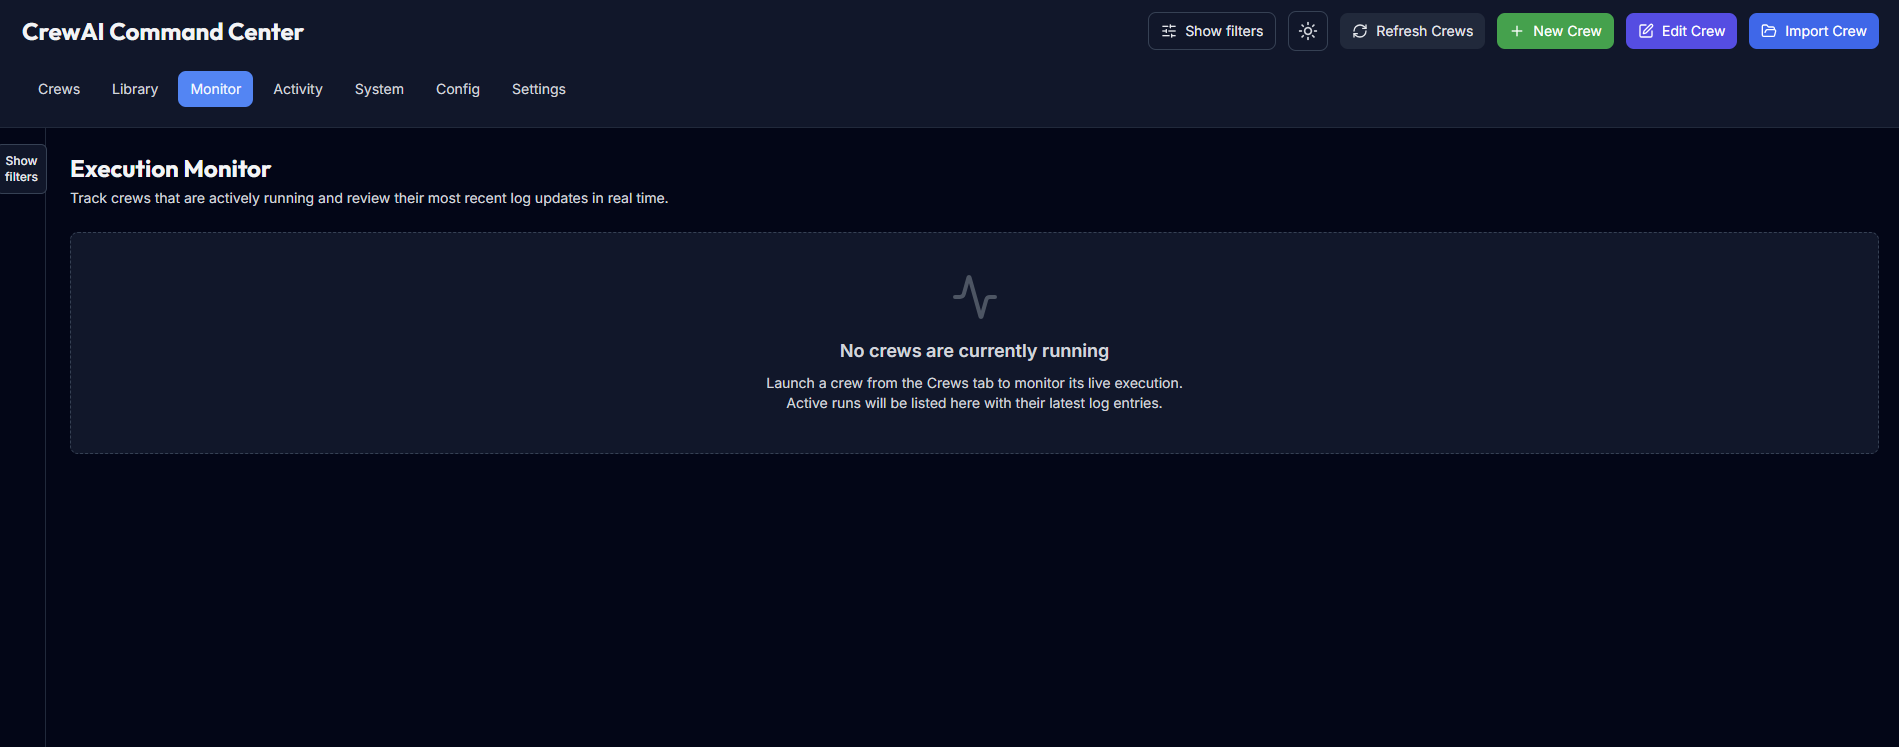 CrewAI Command Center
Show filters
Refresh Crews
New Crew
Edit Crew
Import Crew
Crews
Library
Monitor
Activity
System
Config
Settings
Show
filters
Execution Monitor
Track crews that are actively running and review their most recent log updates in real time.
No crews are currently running
Launch a crew from the Crews tab to monitor its live execution.
Active runs will be listed here with their latest log entries.